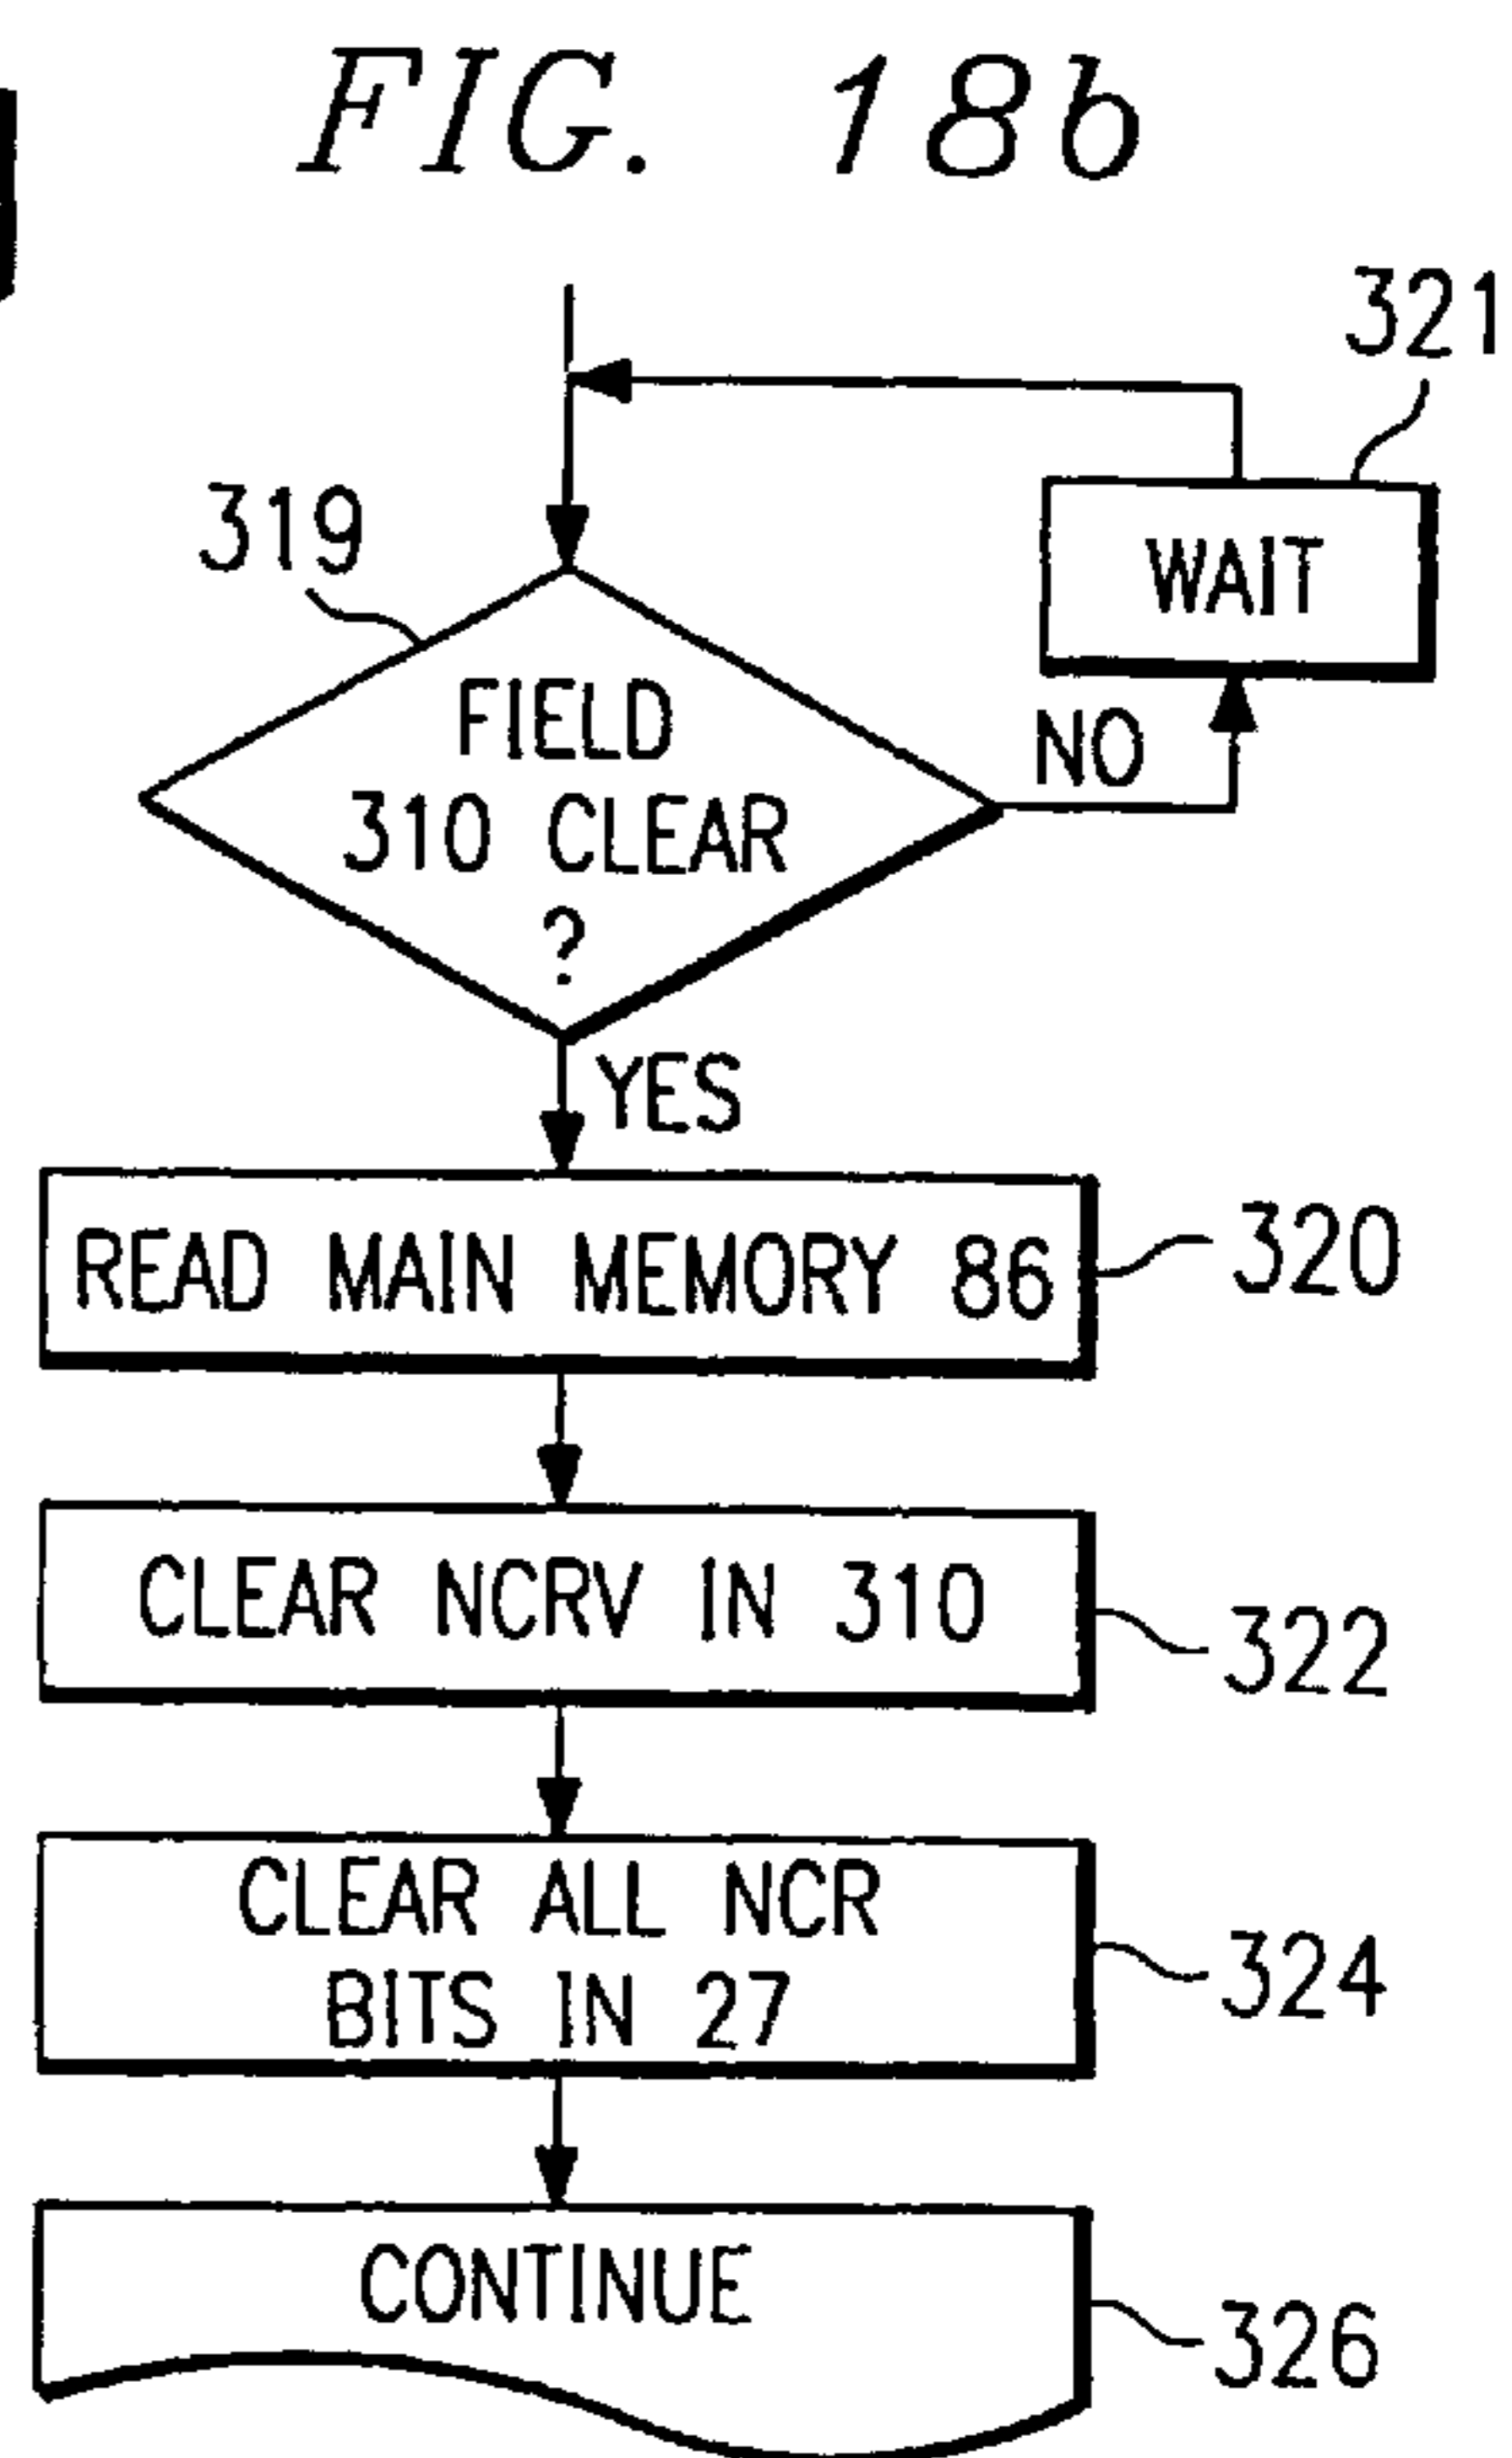 FIG. 18b
321
WAIT
319
FIELD
310 CLEAR
?
NO
YES
READ MAIN MEMORY 86
320
CLEAR NCRV IN 310
322
CLEAR ALL NCR
BITS IN 27
324
CONTINUE
326